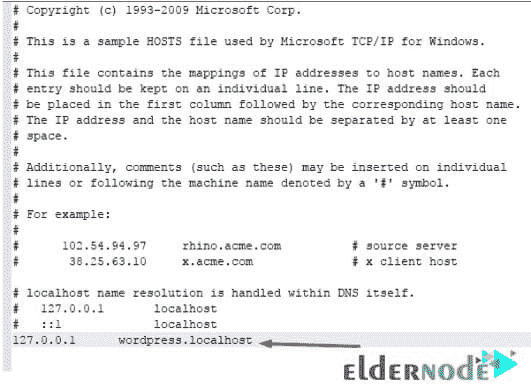 # Copyright (c) 1993-2009 Microsoft Corp.
#
# This is a sample HOSTS file used by Microsoft TCP/IP for Windows.
#
# This file contains the mappings of IP addresses to host names. Each
# entry should be kept on an individual line. The IP address should
# be placed in the first column followed by the corresponding host name.
# The IP address and the host name should be separated by at least one
# space.
#
# Additionally, comments (such as these) may be inserted on individual
# lines or following the machine name denoted by a '#' symbol.
#
# For example:
#
#      102.54.94.97     rhino.acme.com          # source server
#       38.25.63.10     x.acme.com              # x client host

# localhost name resolution is handled within DNS itself.
#   127.0.0.1       localhost
#   ::1             localhost
127.0.0.1      wordpress.localhost
eldernode